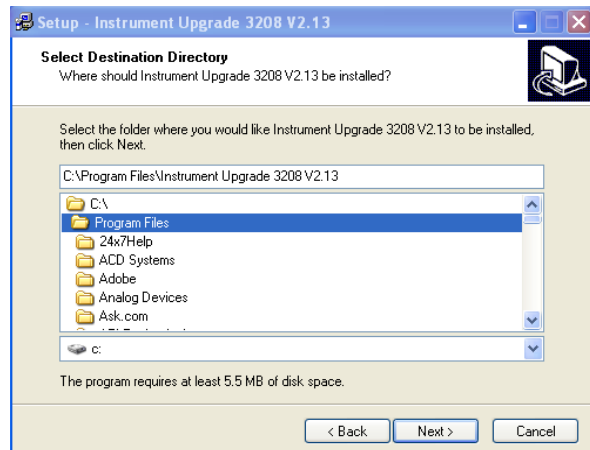 Setup - Instrument Upgrade 3208 V2.13
Select Destination Directory
Where should Instrument Upgrade 3208 V2.13 be installed?
Select the folder where you would like Instrument Upgrade 3208 V2.13 to be installed,
then click Next.
C:\Program Files\Instrument Upgrade 3208 V2.13
C:\
Program Files
24x7Help
ACD Systems
Adobe
Analog Devices
Ask.com
c:
The program requires at least 5.5 MB of disk space.
< Back
Next >
Cancel